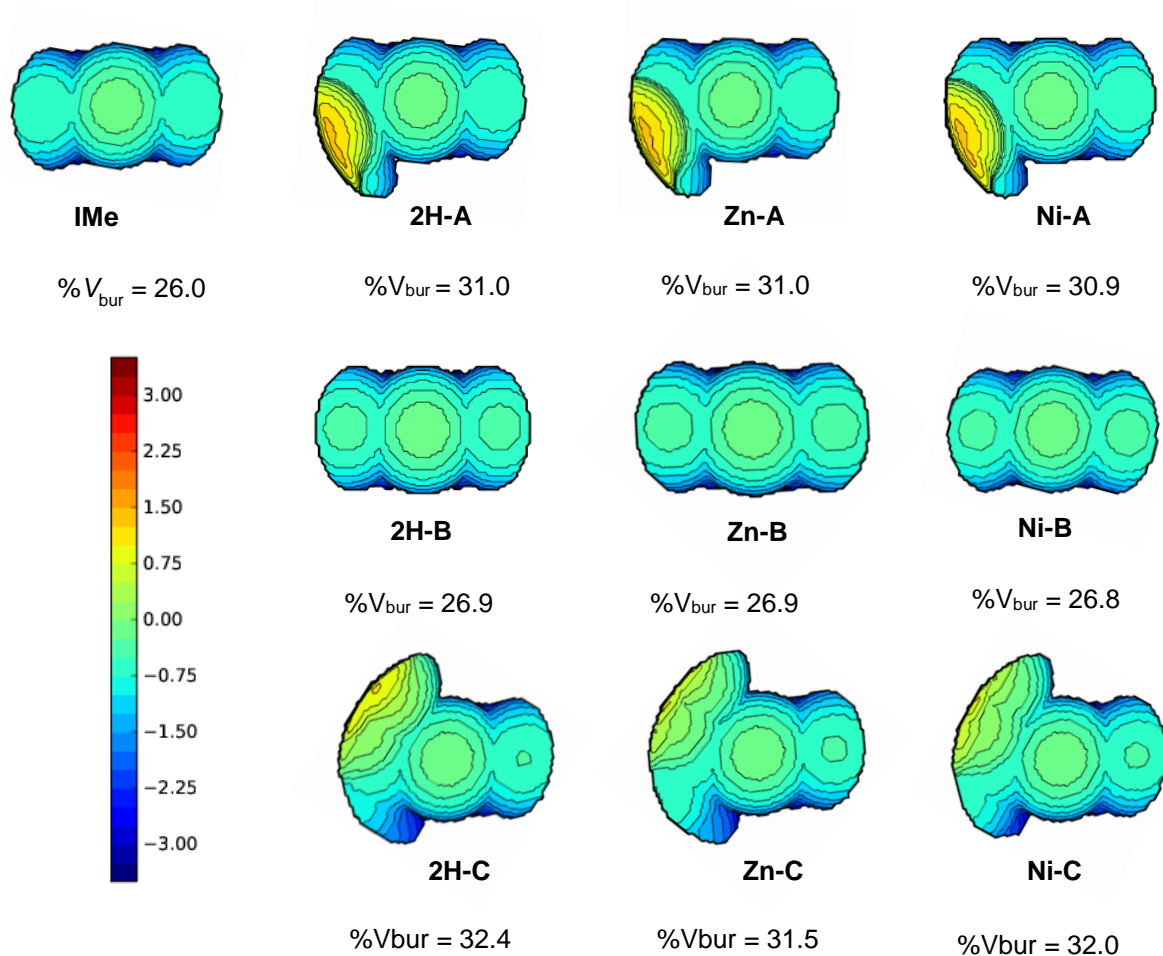 IMe 2H-A Zn-A Ni-A
%Vbur = 26.0 %Vbur = 31.0 %Vbur = 31.0 %Vbur = 30.9
3.00
2.25
1.50
0.75
0.00
−0.75
−1.50
−2.25
−3.00
2H-B Zn-B Ni-B
%Vbur = 26.9 %Vbur = 26.9 %Vbur = 26.8
2H-C Zn-C Ni-C
%Vbur = 32.4 %Vbur = 31.5 %Vbur = 32.0